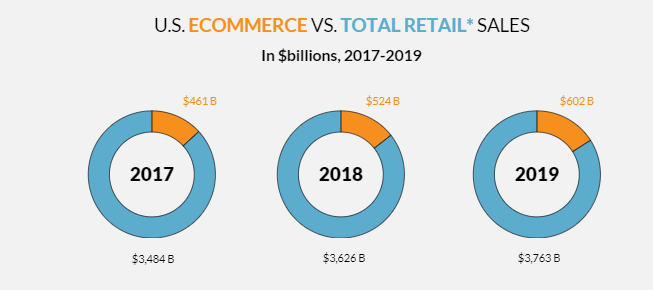 U.S. ECOMMERCE VS. TOTAL RETAIL* SALES
In $billions, 2017-2019
$461 B
$524 B
$602 B
2017
2018
2019
$3,484 B
$3,626 B
$3,763 B